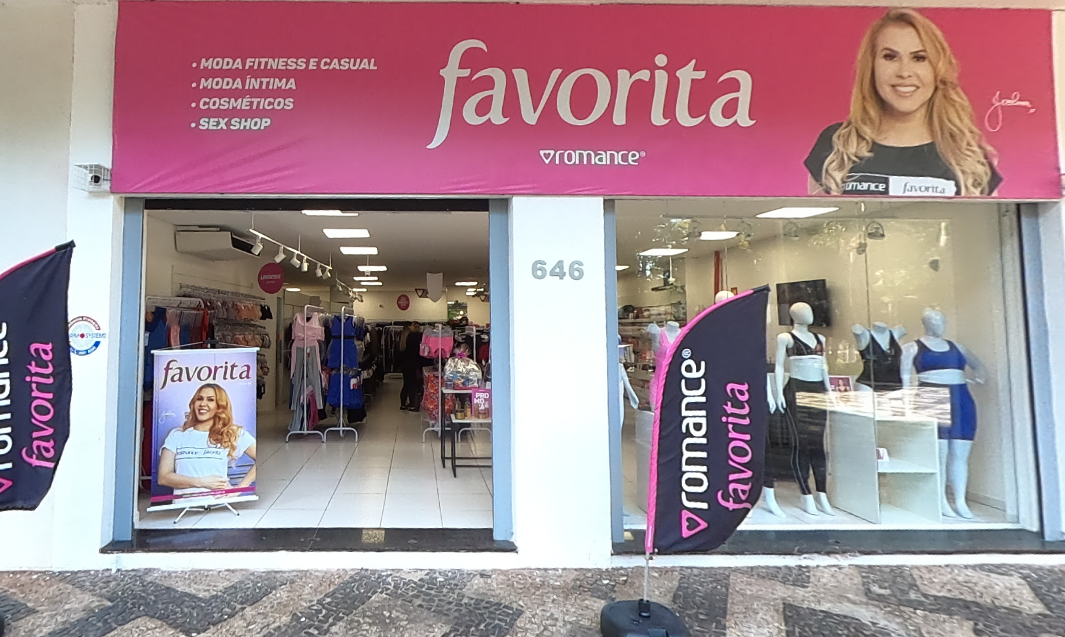 • MODA FITNESS E CASUAL
• MODA ÍNTIMA
• COSMÉTICOS
• SEX SHOP
favorita
romance®
romance
favorita
646
favorita
romance
favorita
romance®
favorita
PRO
MO